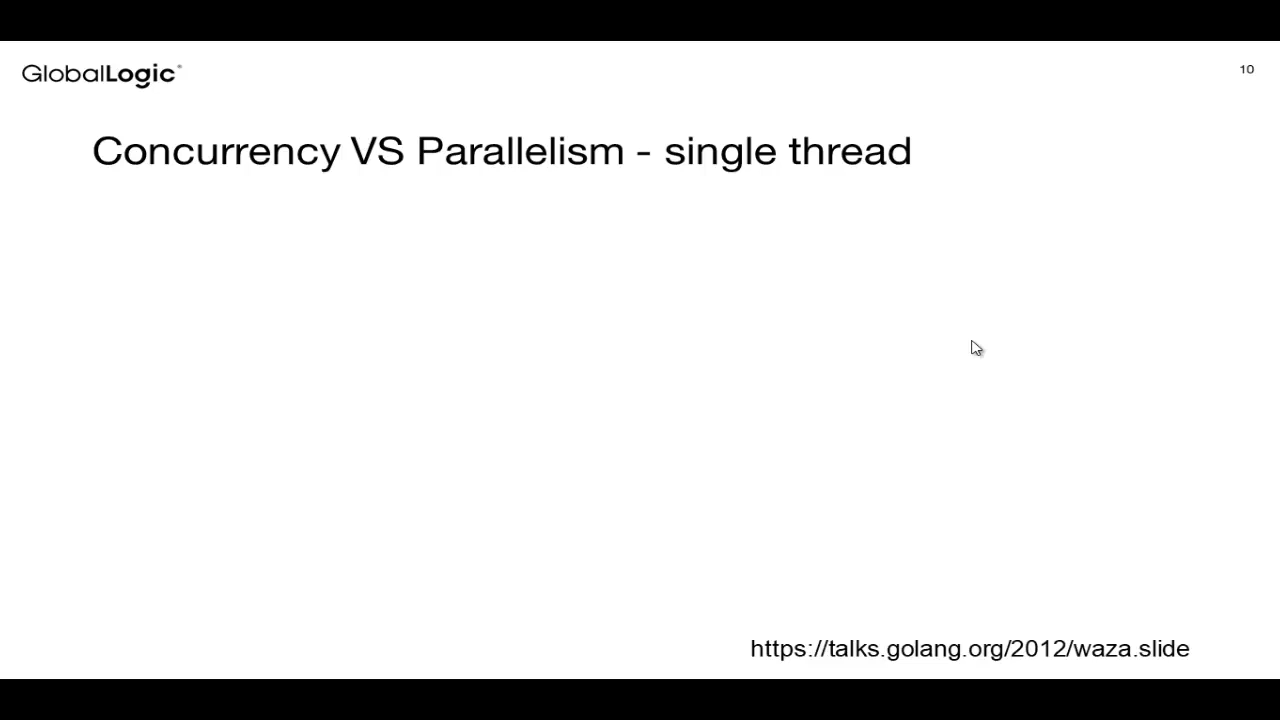 GlobalLogic®
10
Concurrency VS Parallelism - single thread
https://talks.golang.org/2012/waza.slide